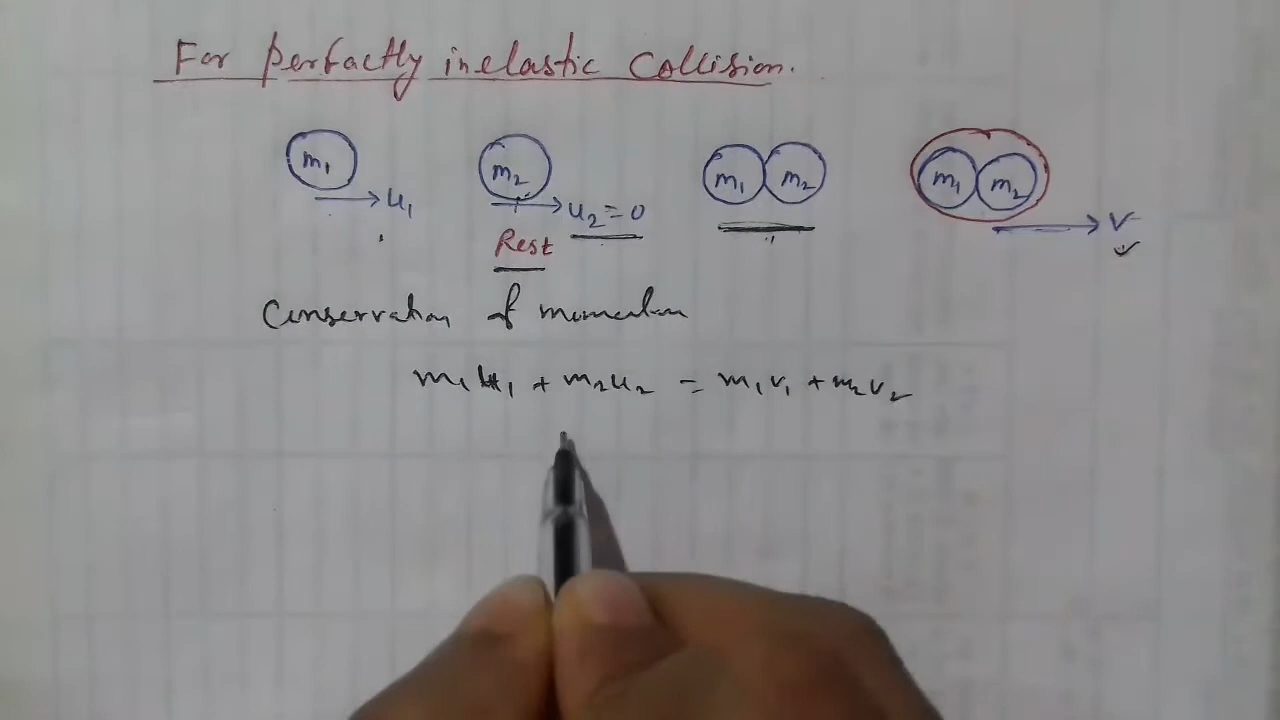 For perfactly inelastic Collision.
m₁ m₂ m₁ m₂ m₁ m₂
u₁ u₂ = 0 v
Rest
Conservation of momentum
m₁u₁ + m₂u₂ = m₁v₁ + m₂v₂